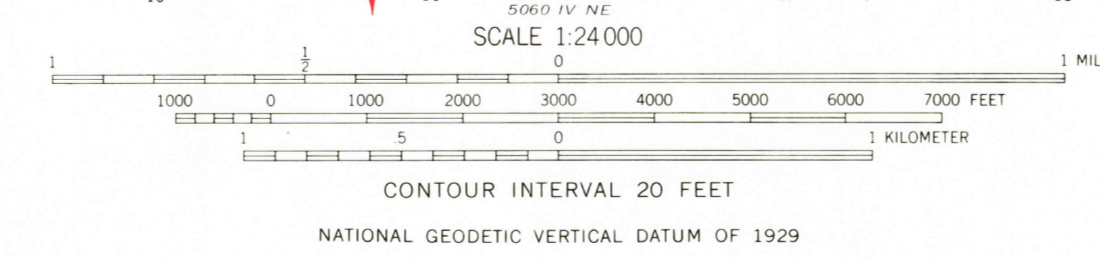 5060 IV NE
SCALE 1:24 000
1 1/2 0 1 MIL
1000 0 1000 2000 3000 4000 5000 6000 7000 FEET
1 .5 0 1 KILOMETER
CONTOUR INTERVAL 20 FEET
NATIONAL GEODETIC VERTICAL DATUM OF 1929